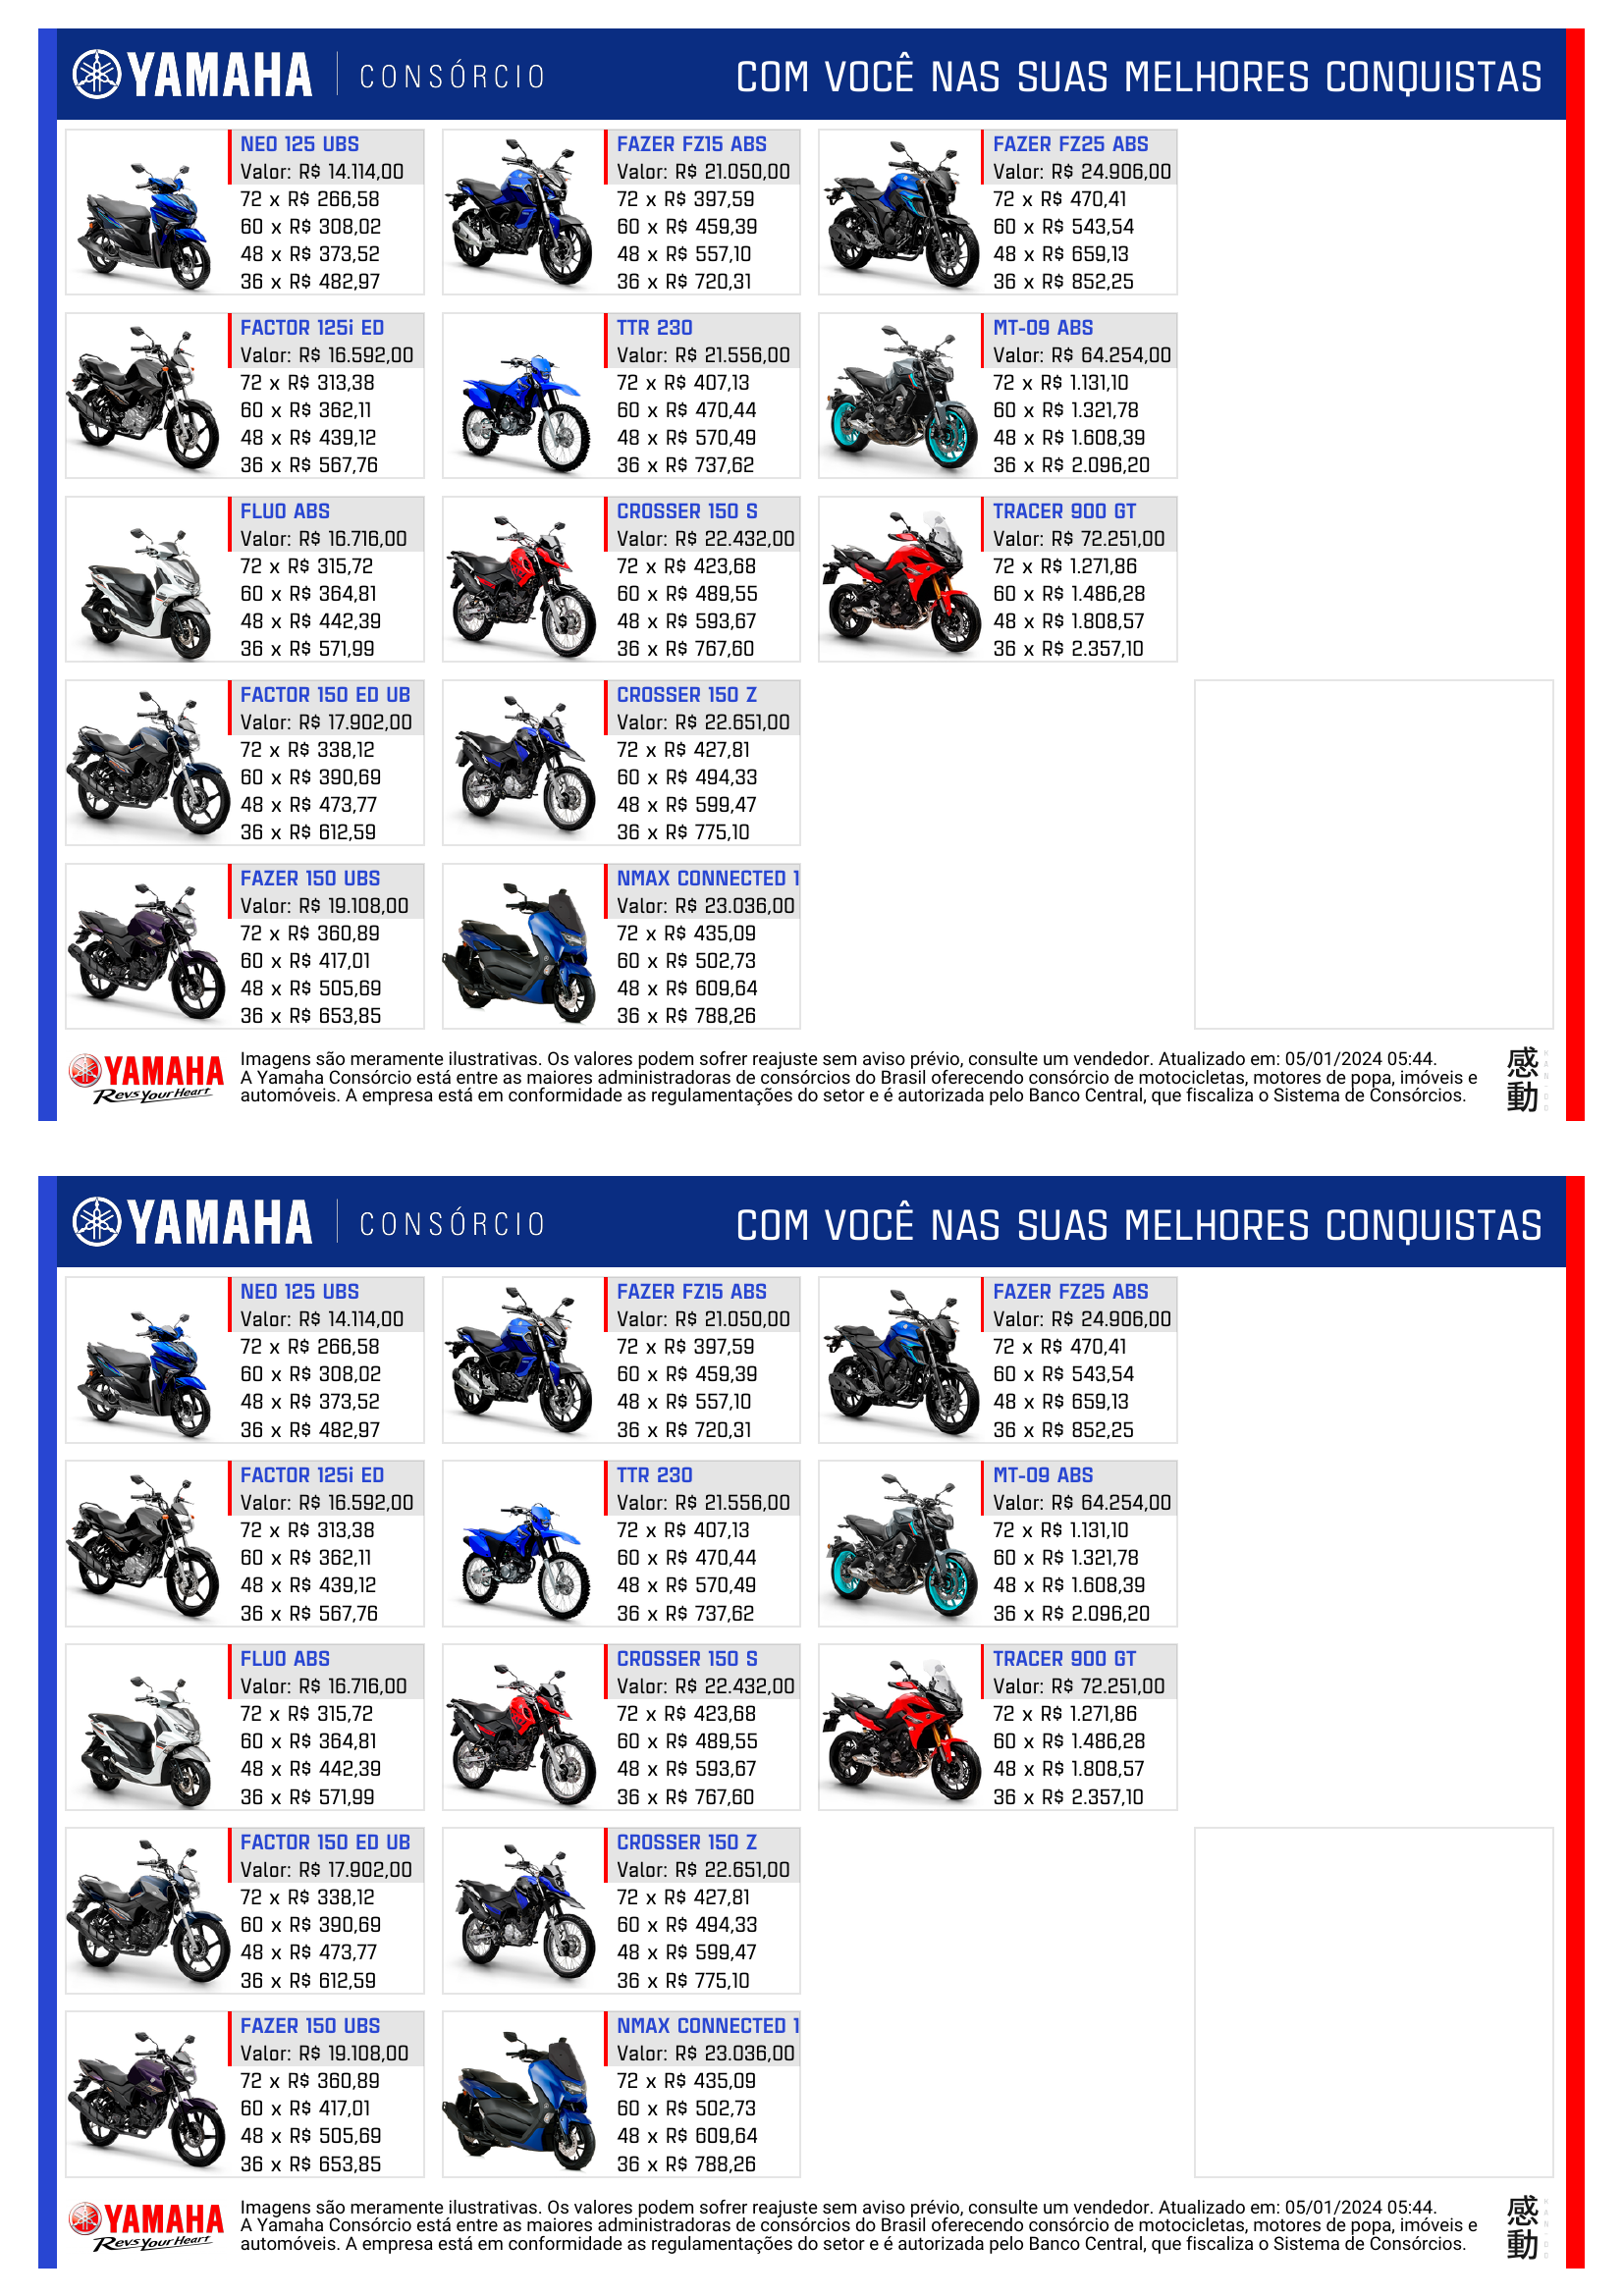 YAMAHA CONSÓRCIO COM VOCÊ NAS SUAS MELHORES CONQUISTAS
NEO 125 UBS
Valor: R$ 14.114,00
72 x R$ 266,58
60 x R$ 308,02
48 x R$ 373,52
36 x R$ 482,97
FACTOR 125i ED
Valor: R$ 16.592,00
72 x R$ 313,38
60 x R$ 362,11
48 x R$ 439,12
36 x R$ 567,76
FLUO ABS
Valor: R$ 16.716,00
72 x R$ 315,72
60 x R$ 364,81
48 x R$ 442,39
36 x R$ 571,99
FACTOR 150 ED UB
Valor: R$ 17.902,00
72 x R$ 338,12
60 x R$ 390,69
48 x R$ 473,77
36 x R$ 612,59
FAZER 150 UBS
Valor: R$ 19.108,00
72 x R$ 360,89
60 x R$ 417,01
48 x R$ 505,69
36 x R$ 653,85
FAZER FZ15 ABS
Valor: R$ 21.050,00
72 x R$ 397,59
60 x R$ 459,39
48 x R$ 557,10
36 x R$ 720,31
TTR 230
Valor: R$ 21.556,00
72 x R$ 407,13
60 x R$ 470,44
48 x R$ 570,49
36 x R$ 737,62
CROSSER 150 S
Valor: R$ 22.432,00
72 x R$ 423,68
60 x R$ 489,55
48 x R$ 593,67
36 x R$ 767,60
CROSSER 150 Z
Valor: R$ 22.651,00
72 x R$ 427,81
60 x R$ 494,33
48 x R$ 599,47
36 x R$ 775,10
NMAX CONNECTED 1
Valor: R$ 23.036,00
72 x R$ 435,09
60 x R$ 502,73
48 x R$ 609,64
36 x R$ 788,26
FAZER FZ25 ABS
Valor: R$ 24.906,00
72 x R$ 470,41
60 x R$ 543,54
48 x R$ 659,13
36 x R$ 852,25
MT-09 ABS
Valor: R$ 64.254,00
72 x R$ 1.131,10
60 x R$ 1.321,78
48 x R$ 1.608,39
36 x R$ 2.096,20
TRACER 900 GT
Valor: R$ 72.251,00
72 x R$ 1.271,86
60 x R$ 1.486,28
48 x R$ 1.808,57
36 x R$ 2.357,10
YAMAHA
Revs Your Heart
Imagens são meramente ilustrativas. Os valores podem sofrer reajuste sem aviso prévio, consulte um vendedor. Atualizado em: 05/01/2024 05:44.
A Yamaha Consórcio está entre as maiores administradoras de consórcios do Brasil oferecendo consórcio de motocicletas, motores de popa, imóveis e
automóveis. A empresa está em conformidade as regulamentações do setor e é autorizada pelo Banco Central, que fiscaliza o Sistema de Consórcios.
感動
KANDO
YAMAHA CONSÓRCIO COM VOCÊ NAS SUAS MELHORES CONQUISTAS
NEO 125 UBS
Valor: R$ 14.114,00
72 x R$ 266,58
60 x R$ 308,02
48 x R$ 373,52
36 x R$ 482,97
FACTOR 125i ED
Valor: R$ 16.592,00
72 x R$ 313,38
60 x R$ 362,11
48 x R$ 439,12
36 x R$ 567,76
FLUO ABS
Valor: R$ 16.716,00
72 x R$ 315,72
60 x R$ 364,81
48 x R$ 442,39
36 x R$ 571,99
FACTOR 150 ED UB
Valor: R$ 17.902,00
72 x R$ 338,12
60 x R$ 390,69
48 x R$ 473,77
36 x R$ 612,59
FAZER 150 UBS
Valor: R$ 19.108,00
72 x R$ 360,89
60 x R$ 417,01
48 x R$ 505,69
36 x R$ 653,85
FAZER FZ15 ABS
Valor: R$ 21.050,00
72 x R$ 397,59
60 x R$ 459,39
48 x R$ 557,10
36 x R$ 720,31
TTR 230
Valor: R$ 21.556,00
72 x R$ 407,13
60 x R$ 470,44
48 x R$ 570,49
36 x R$ 737,62
CROSSER 150 S
Valor: R$ 22.432,00
72 x R$ 423,68
60 x R$ 489,55
48 x R$ 593,67
36 x R$ 767,60
CROSSER 150 Z
Valor: R$ 22.651,00
72 x R$ 427,81
60 x R$ 494,33
48 x R$ 599,47
36 x R$ 775,10
NMAX CONNECTED 1
Valor: R$ 23.036,00
72 x R$ 435,09
60 x R$ 502,73
48 x R$ 609,64
36 x R$ 788,26
FAZER FZ25 ABS
Valor: R$ 24.906,00
72 x R$ 470,41
60 x R$ 543,54
48 x R$ 659,13
36 x R$ 852,25
MT-09 ABS
Valor: R$ 64.254,00
72 x R$ 1.131,10
60 x R$ 1.321,78
48 x R$ 1.608,39
36 x R$ 2.096,20
TRACER 900 GT
Valor: R$ 72.251,00
72 x R$ 1.271,86
60 x R$ 1.486,28
48 x R$ 1.808,57
36 x R$ 2.357,10
YAMAHA
Revs Your Heart
Imagens são meramente ilustrativas. Os valores podem sofrer reajuste sem aviso prévio, consulte um vendedor. Atualizado em: 05/01/2024 05:44.
A Yamaha Consórcio está entre as maiores administradoras de consórcios do Brasil oferecendo consórcio de motocicletas, motores de popa, imóveis e
automóveis. A empresa está em conformidade as regulamentações do setor e é autorizada pelo Banco Central, que fiscaliza o Sistema de Consórcios.
感動